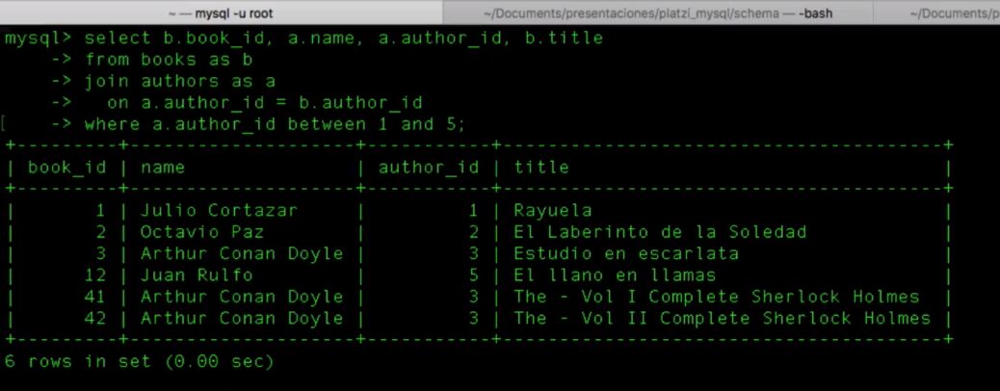 ~ — mysql -u root
~/Documents/presentaciones/platzi_mysql/schema — -bash
~/Documents/p
mysql> select b.book_id, a.name, a.author_id, b.title
-> from books as b
-> join authors as a
-> on a.author_id = b.author_id
[ -> where a.author_id between 1 and 5;
+---------+--------------------+-----------+---------------------------------------+
| book_id | name | author_id | title |
+---------+--------------------+-----------+---------------------------------------+
| 1 | Julio Cortazar | 1 | Rayuela |
| 2 | Octavio Paz | 2 | El Laberinto de la Soledad |
| 3 | Arthur Conan Doyle | 3 | Estudio en escarlata |
| 12 | Juan Rulfo | 5 | El llano en llamas |
| 41 | Arthur Conan Doyle | 3 | The - Vol I Complete Sherlock Holmes |
| 42 | Arthur Conan Doyle | 3 | The - Vol II Complete Sherlock Holmes |
+---------+--------------------+-----------+---------------------------------------+
6 rows in set (0.00 sec)